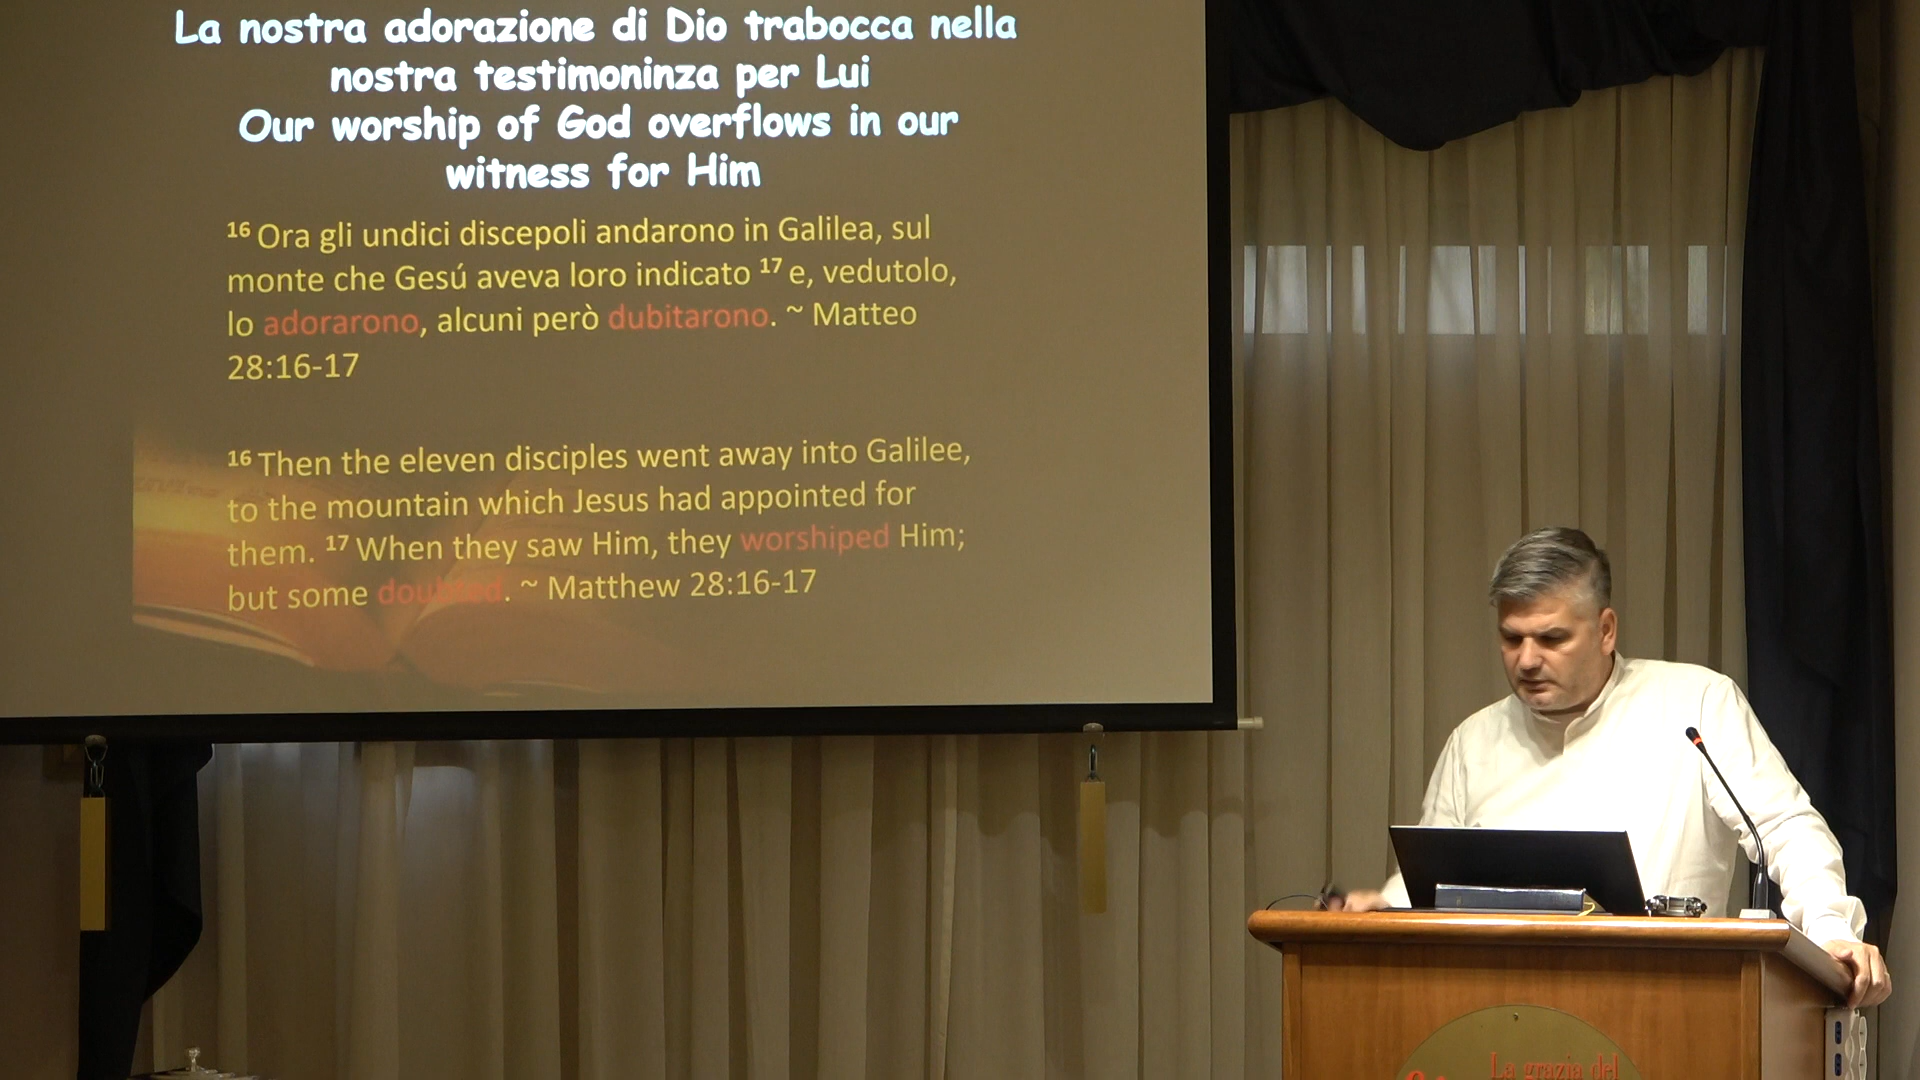 La nostra adorazione di Dio trabocca nella
nostra testimoninza per Lui
Our worship of God overflows in our
witness for Him
16 Ora gli undici discepoli andarono in Galilea, sul
monte che Gesú aveva loro indicato 17 e, vedutolo,
lo adorarono, alcuni però dubitarono. ~ Matteo
28:16-17
16 Then the eleven disciples went away into Galilee,
to the mountain which Jesus had appointed for
them. 17 When they saw Him, they worshiped Him;
but some doubted. ~ Matthew 28:16-17
La grazia del